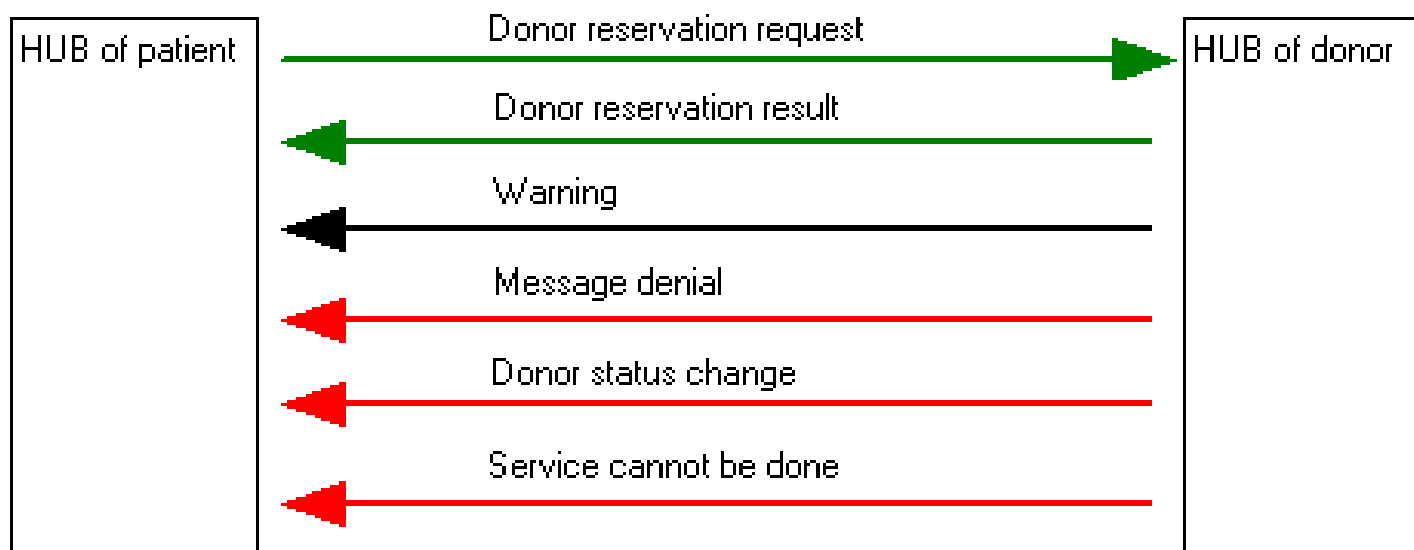 Donor reservation request
HUB of patient
HUB of donor
Donor reservation result
Warning
Message denial
Donor status change
Service cannot be done